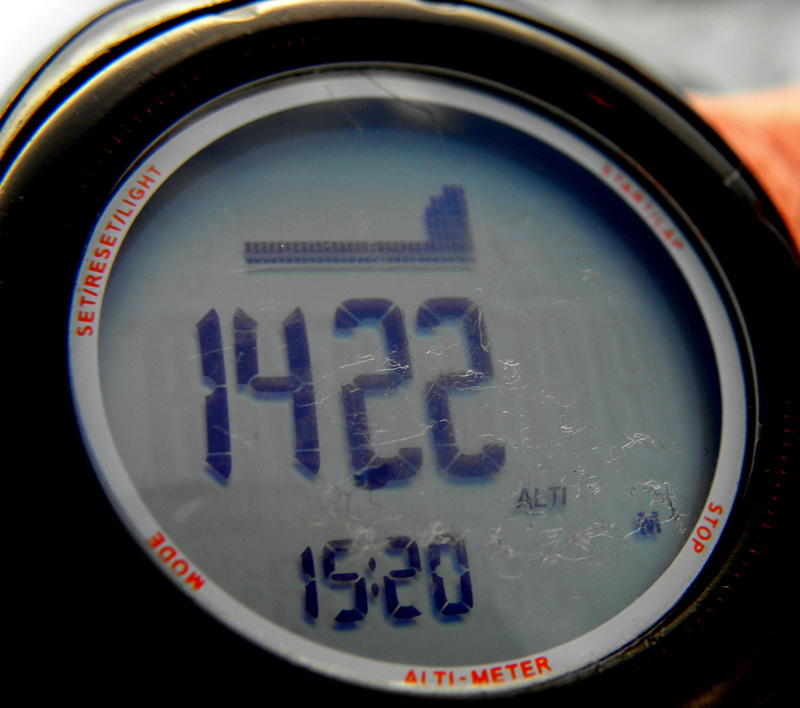 SET/RESET/LIGHT
START/LAP
1422
ALTI
M
STOP
15:20
MODE
ALTI-METER